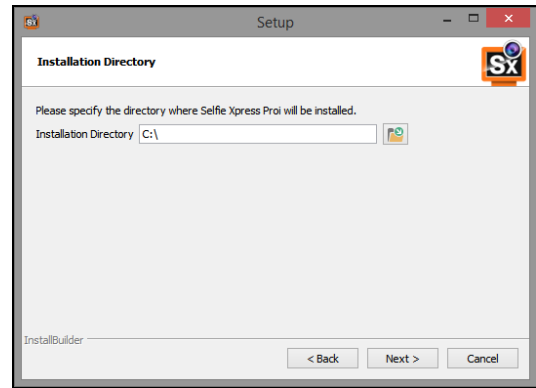 Setup
Installation Directory
Sx
Please specify the directory where Selfie Xpress Proi will be installed.
Installation Directory C:\
InstallBuilder
< Back Next > Cancel